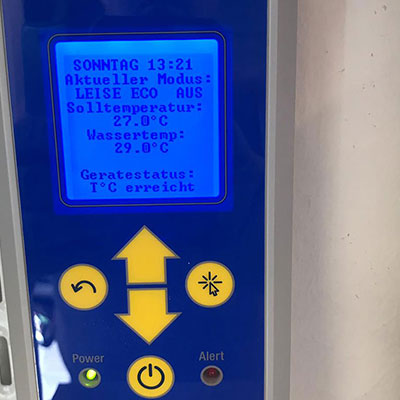 SONNTAG 13:21
Aktueller Modus:
LEISE ECO AUS
Solltemperatur:
27.0°C
Wassertemp:
29.0°C
Geratestatus:
T°C erreicht
Power
Alert